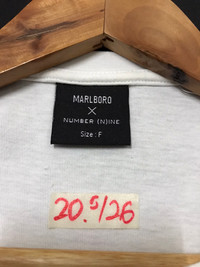 MARLBORO
X
NUMBER (N)INE
Size : F
20.5/26